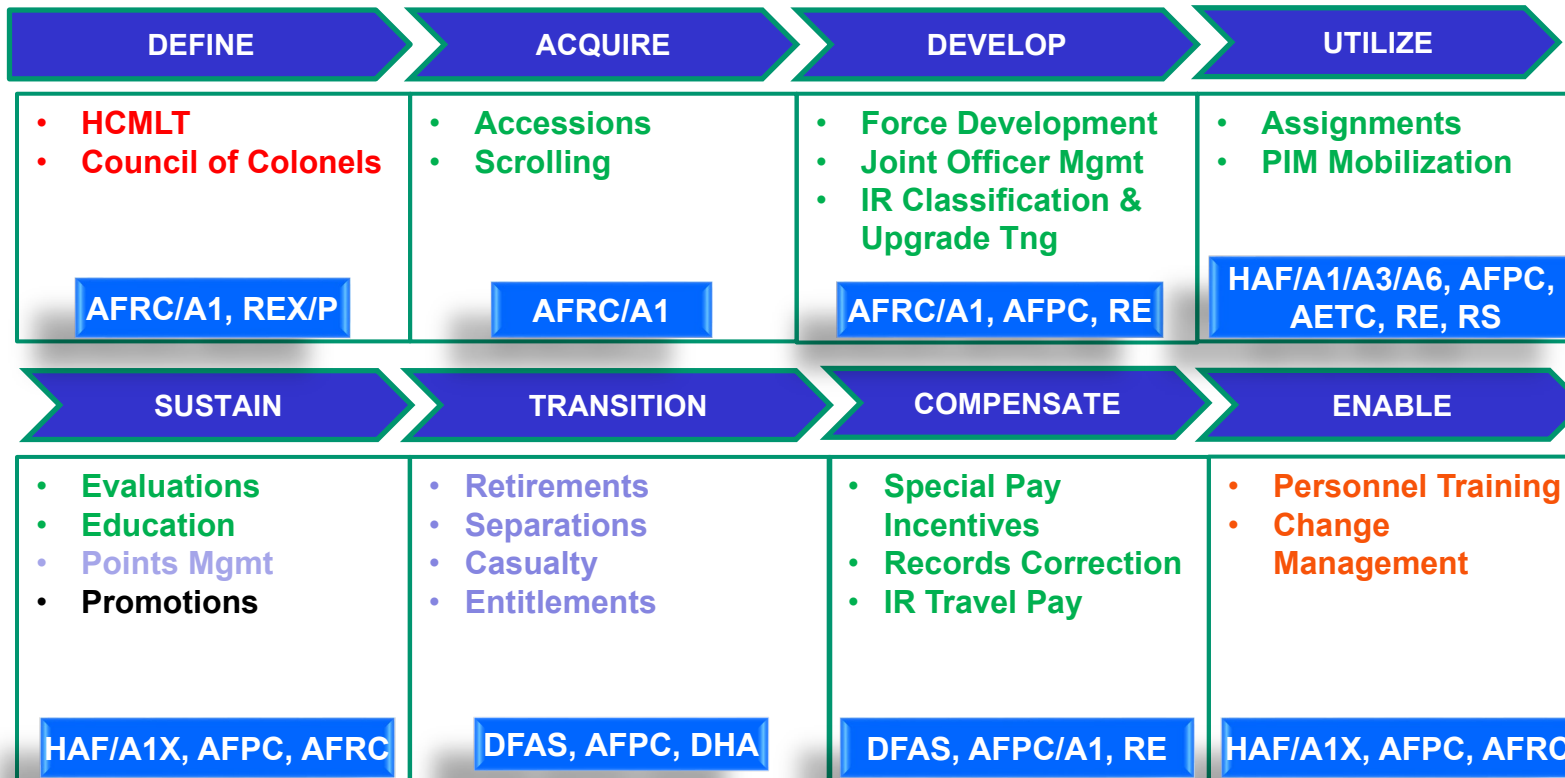 DEFINE
ACQUIRE
DEVELOP
UTILIZE
• HCMLT
• Council of Colonels
AFRC/A1, REX/P
• Accessions
• Scrolling
AFRC/A1
• Force Development
• Joint Officer Mgmt
• IR Classification &
Upgrade Tng
AFRC/A1, AFPC, RE
• Assignments
• PIM Mobilization
HAF/A1/A3/A6, AFPC,
AETC, RE, RS
SUSTAIN
TRANSITION
COMPENSATE
ENABLE
• Evaluations
• Education
• Points Mgmt
• Promotions
HAF/A1X, AFPC, AFRC
• Retirements
• Separations
• Casualty
• Entitlements
DFAS, AFPC, DHA
• Special Pay
Incentives
• Records Correction
• IR Travel Pay
DFAS, AFPC/A1, RE
• Personnel Training
• Change
Management
HAF/A1X, AFPC, AFRC